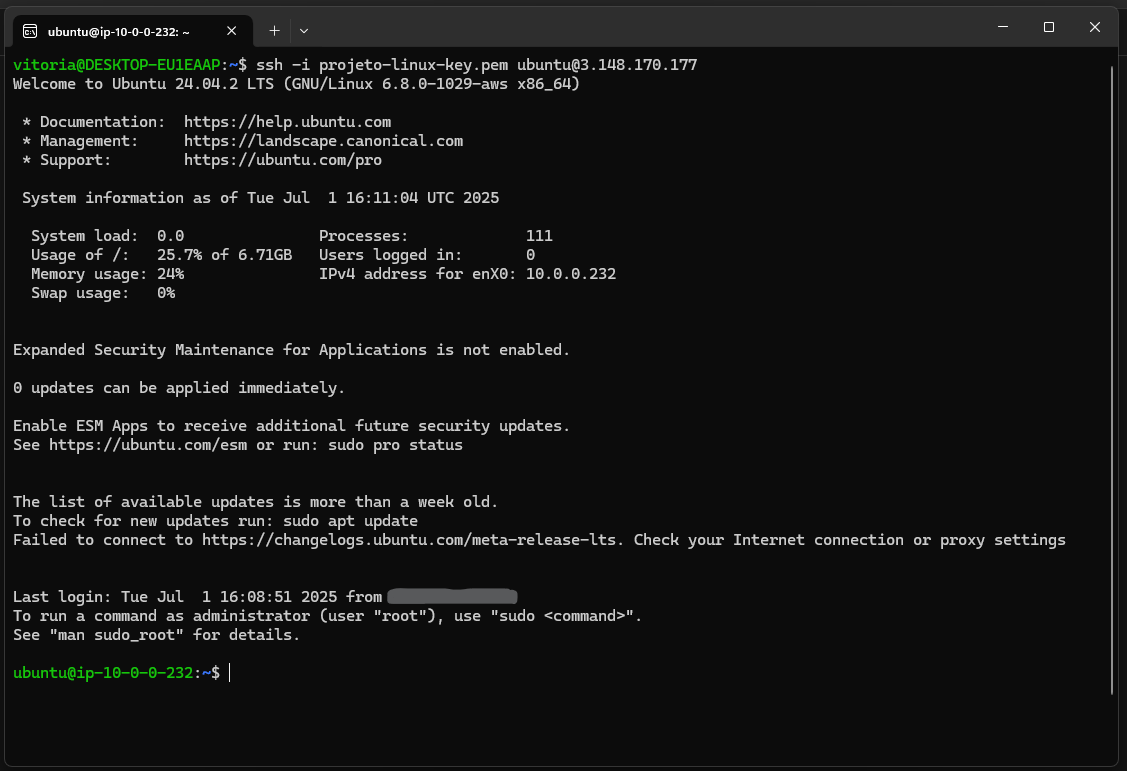 ubuntu@ip-10-0-0-232: ~
vitoria@DESKTOP-EU1EAAP:~$ ssh -i projeto-linux-key.pem ubuntu@3.148.170.177
Welcome to Ubuntu 24.04.2 LTS (GNU/Linux 6.8.0-1029-aws x86_64)

 * Documentation:  https://help.ubuntu.com
 * Management:     https://landscape.canonical.com
 * Support:        https://ubuntu.com/pro

 System information as of Tue Jul  1 16:11:04 UTC 2025

  System load:  0.0               Processes:             111
  Usage of /:   25.7% of 6.71GB   Users logged in:       0
  Memory usage: 24%               IPv4 address for enX0: 10.0.0.232
  Swap usage:   0%

Expanded Security Maintenance for Applications is not enabled.

0 updates can be applied immediately.

Enable ESM Apps to receive additional future security updates.
See https://ubuntu.com/esm or run: sudo pro status

The list of available updates is more than a week old.
To check for new updates run: sudo apt update
Failed to connect to https://changelogs.ubuntu.com/meta-release-lts. Check your Internet connection or proxy settings

Last login: Tue Jul  1 16:08:51 2025 from
To run a command as administrator (user "root"), use "sudo <command>".
See "man sudo_root" for details.

ubuntu@ip-10-0-0-232:~$